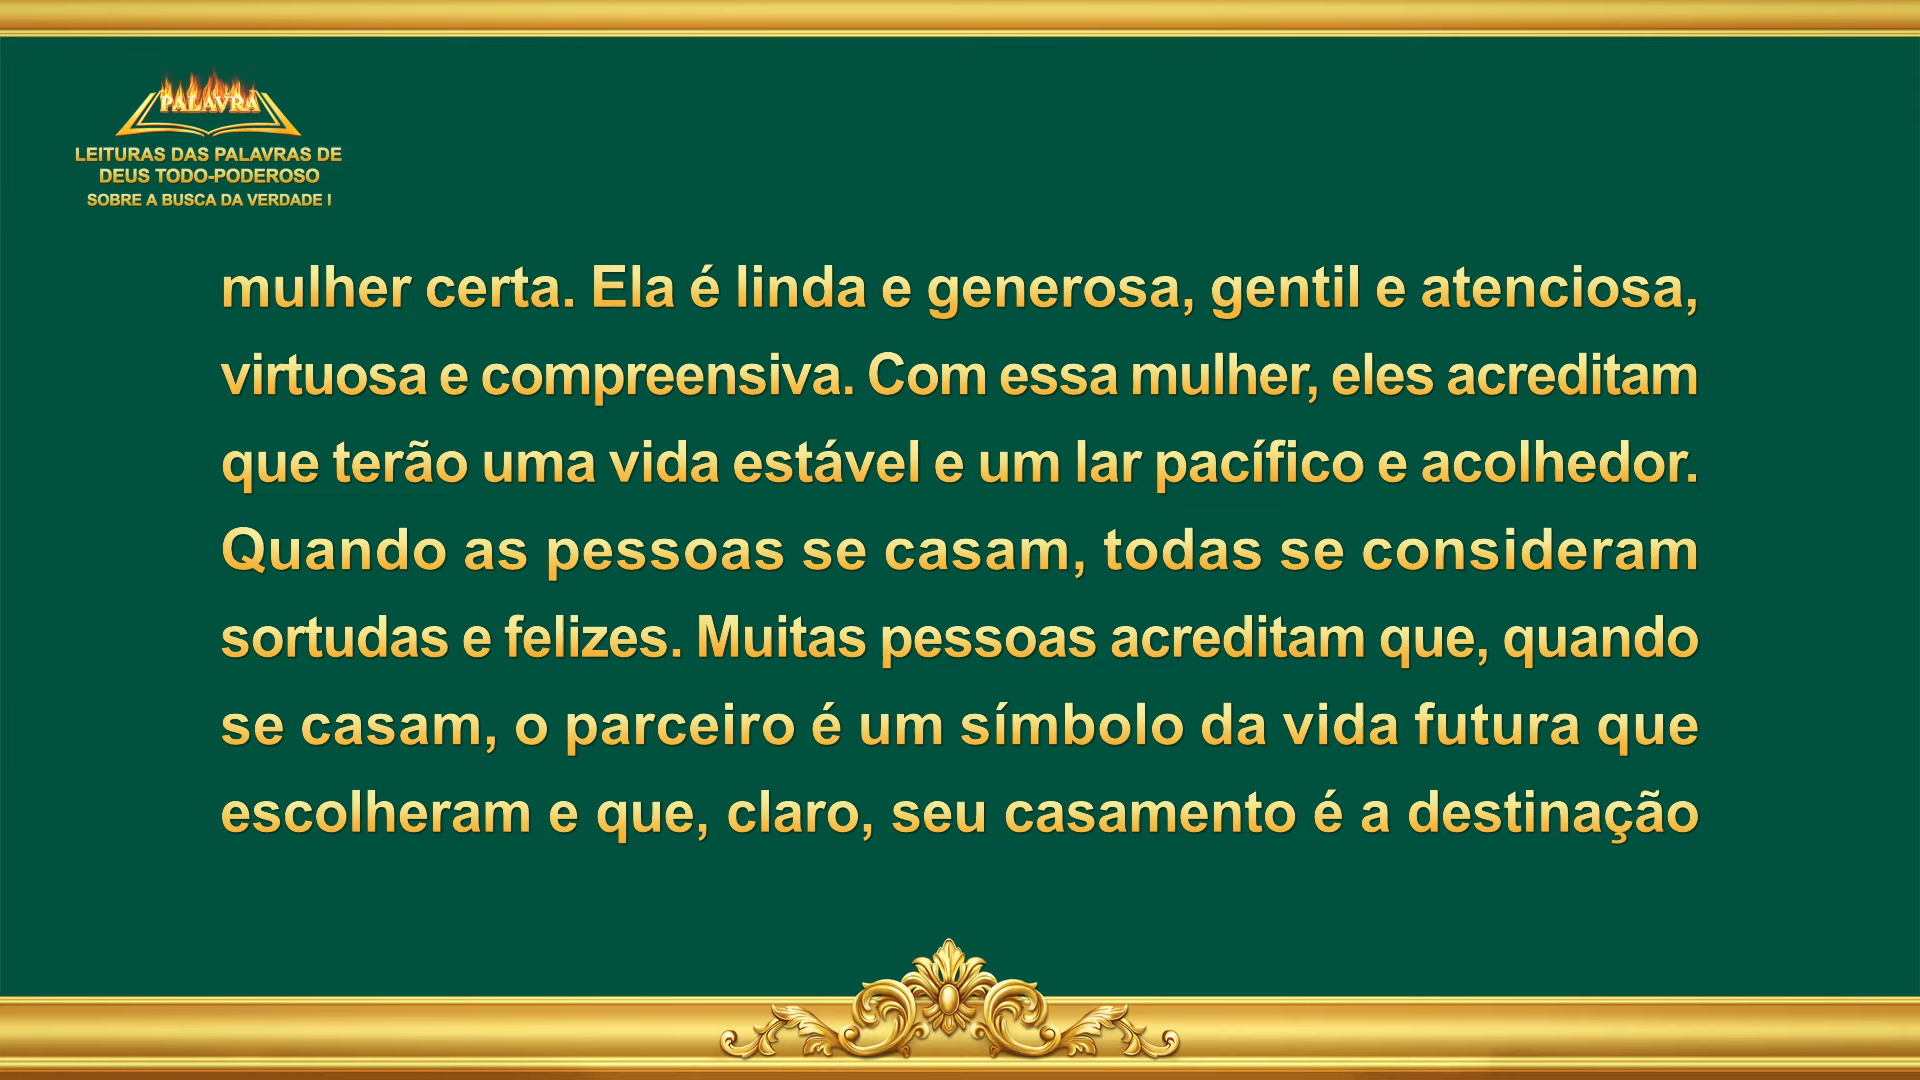 PALAVRA
LEITURAS DAS PALAVRAS DE
DEUS TODO-PODEROSO
SOBRE A BUSCA DA VERDADE I
mulher certa. Ela é linda e generosa, gentil e atenciosa,
virtuosa e compreensiva. Com essa mulher, eles acreditam
que terão uma vida estável e um lar pacífico e acolhedor.
Quando as pessoas se casam, todas se consideram
sortudas e felizes. Muitas pessoas acreditam que, quando
se casam, o parceiro é um símbolo da vida futura que
escolheram e que, claro, seu casamento é a destinação